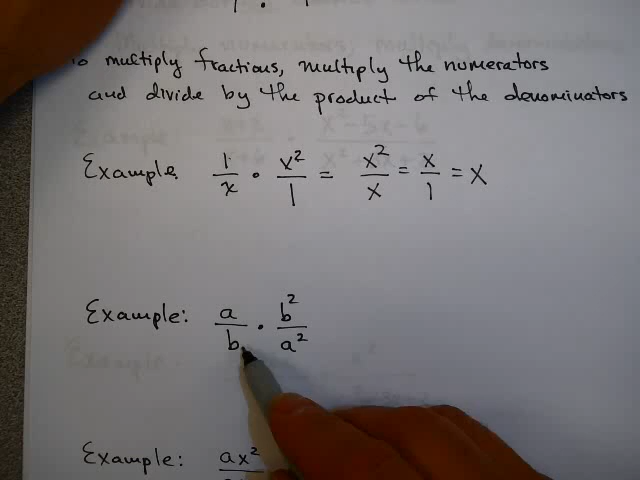 to multiply fractions, multiply the numerators
and divide by the product of the denominators
Example. 1/x · x²/1 = x²/x = x/1 = x
Example: a/b · b²/a²
Example: ax²